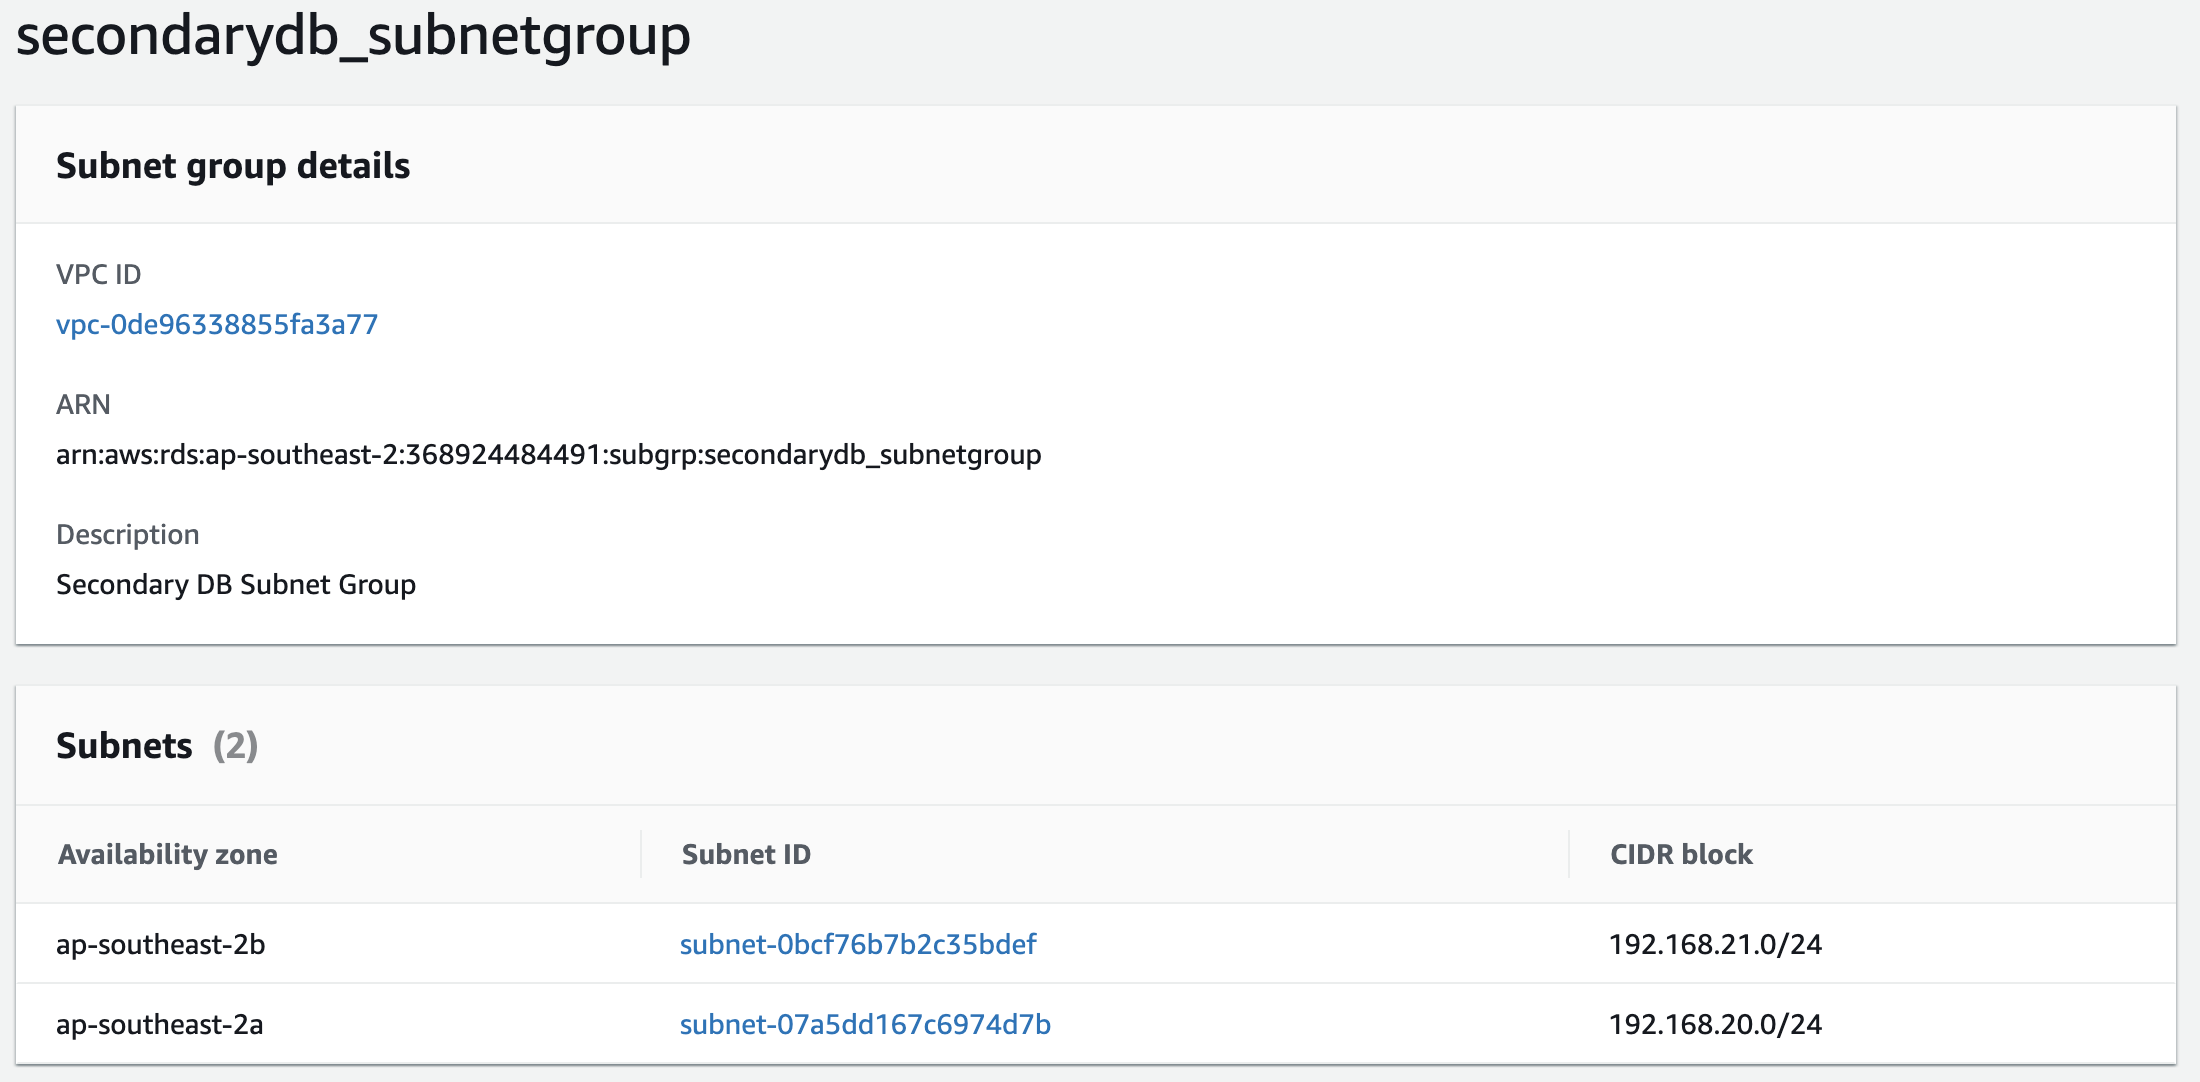 secondarydb_subnetgroup
Subnet group details
VPC ID
vpc-0de96338855fa3a77
ARN
arn:aws:rds:ap-southeast-2:368924484491:subgrp:secondarydb_subnetgroup
Description
Secondary DB Subnet Group
Subnets (2)
Availability zone Subnet ID CIDR block
ap-southeast-2b subnet-0bcf76b7b2c35bdef 192.168.21.0/24
ap-southeast-2a subnet-07a5dd167c6974d7b 192.168.20.0/24